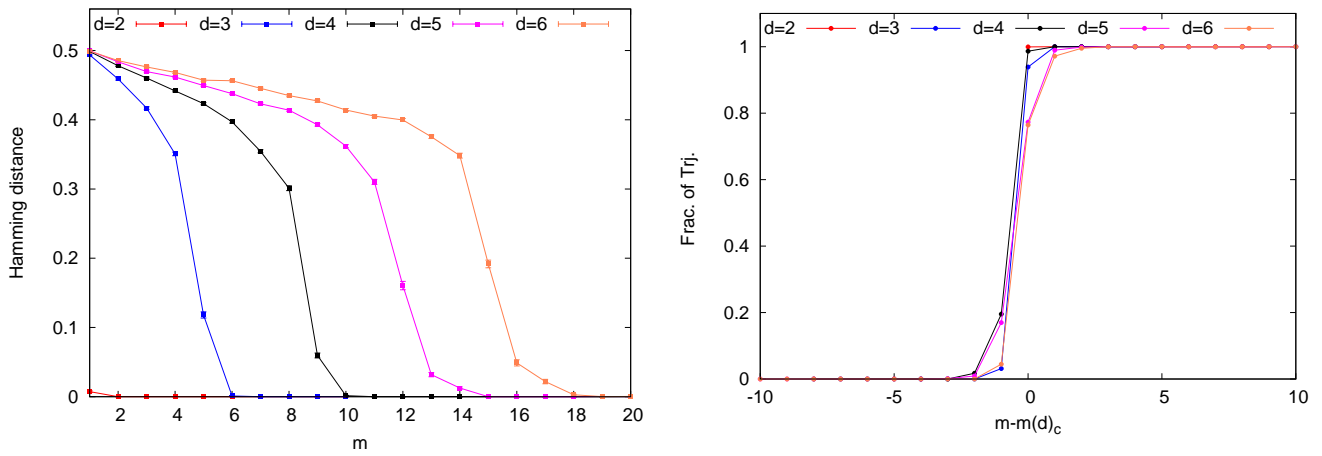 d=2 d=3 d=4 d=5 d=6
0.5
0.4
0.3
0.2
0.1
0
2 4 6 8 10 12 14 16 18 20
Hamming distance
m
d=2 d=3 d=4 d=5 d=6
1
0.8
0.6
0.4
0.2
0
-10 -5 0 5 10
Frac. of Trj.
m-m(d)c